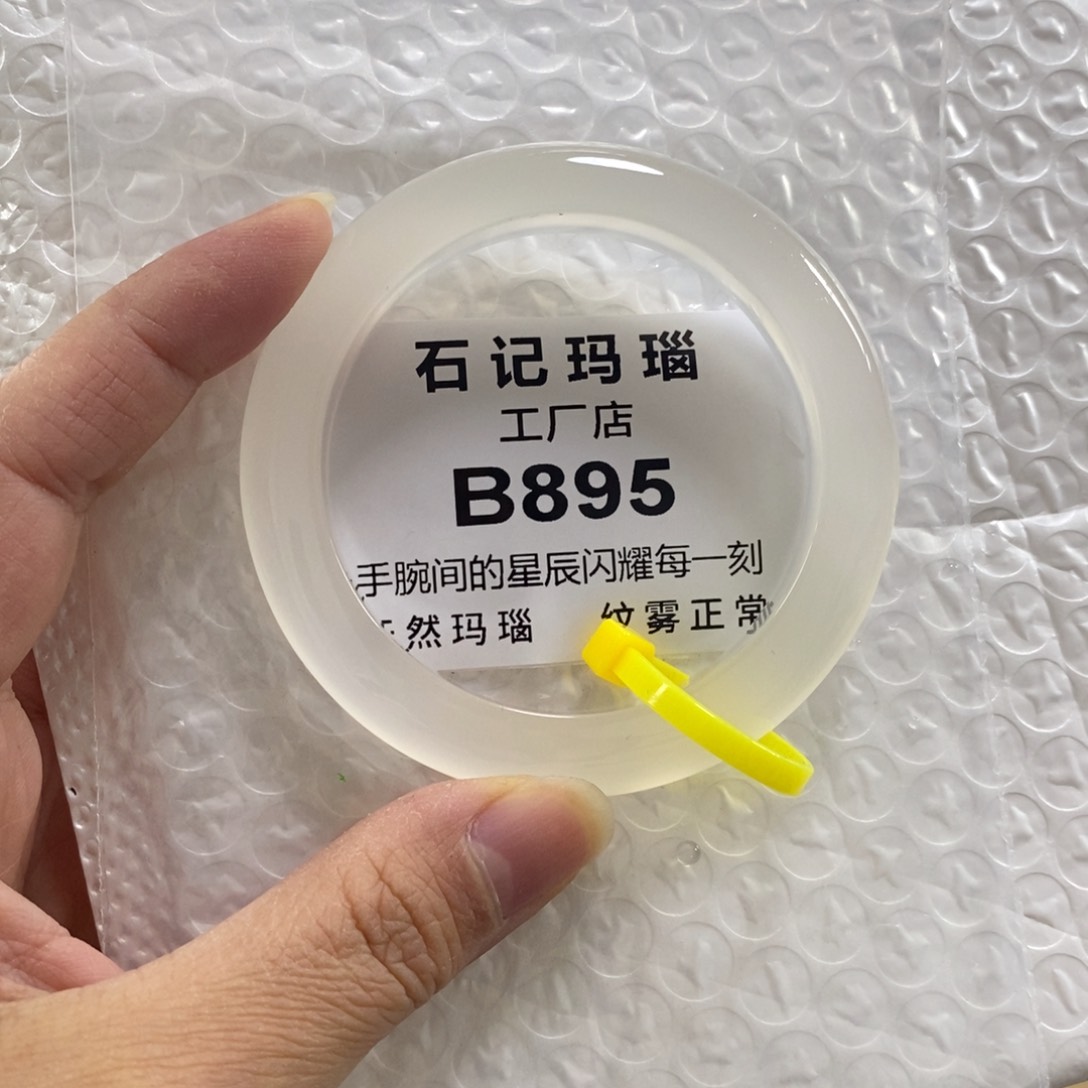 石记玛瑙
工厂店
B895
手腕间的星辰闪耀每一刻
然玛瑙 纹雾正常